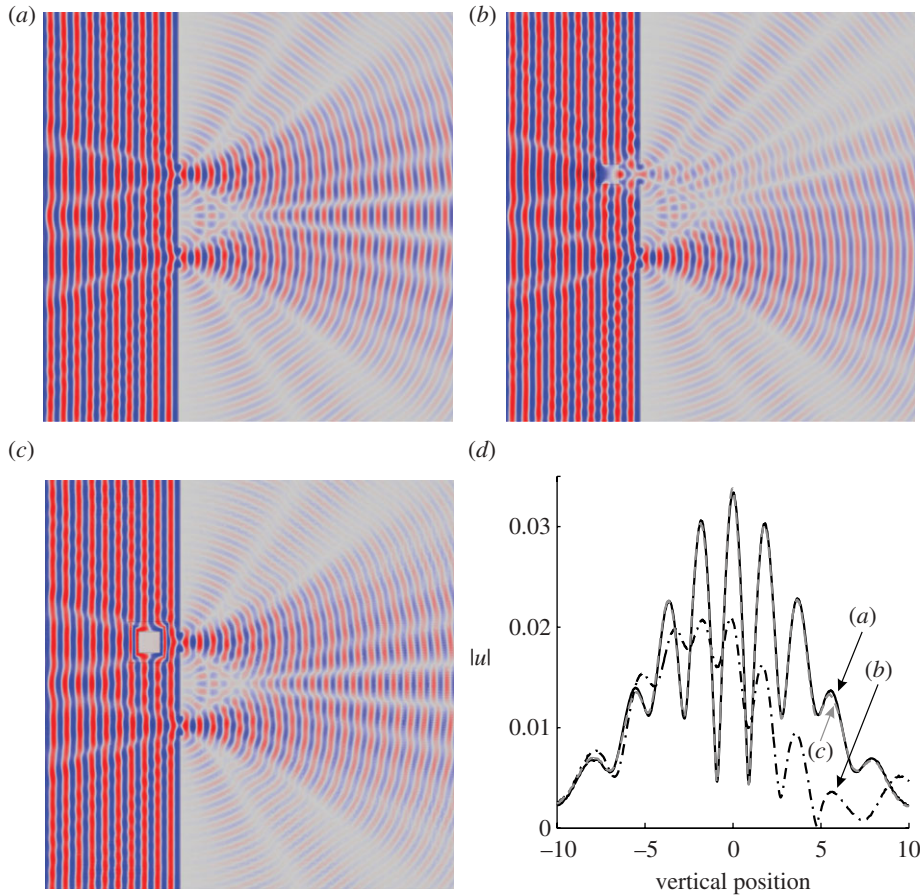 (a)
(b)
(c)
(d)
0.03
0.02
|u|
0.01
0
(a)
(b)
(c)
–10
–5
0
5
10
vertical position